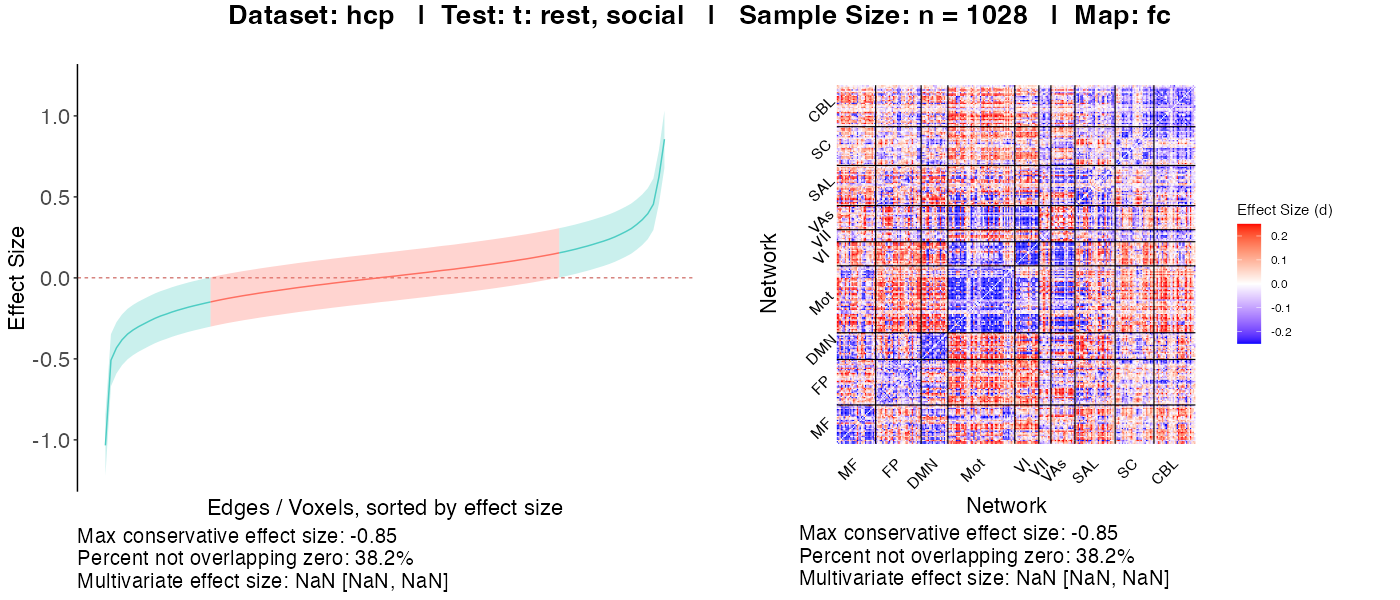 Dataset: hcp | Test: t: rest, social | Sample Size: n = 1028 | Map: fc
Effect Size
1.0
0.5
0.0
-0.5
-1.0
Edges / Voxels, sorted by effect size
Max conservative effect size: -0.85
Percent not overlapping zero: 38.2%
Multivariate effect size: NaN [NaN, NaN]
Network
CBL
SC
SAL
VAs
VII
VI
Mot
DMN
FP
MF
MF
FP
DMN
Mot
VI
VII
VAs
SAL
SC
CBL
Network
Effect Size (d)
0.2
0.1
0.0
-0.1
-0.2
Max conservative effect size: -0.85
Percent not overlapping zero: 38.2%
Multivariate effect size: NaN [NaN, NaN]